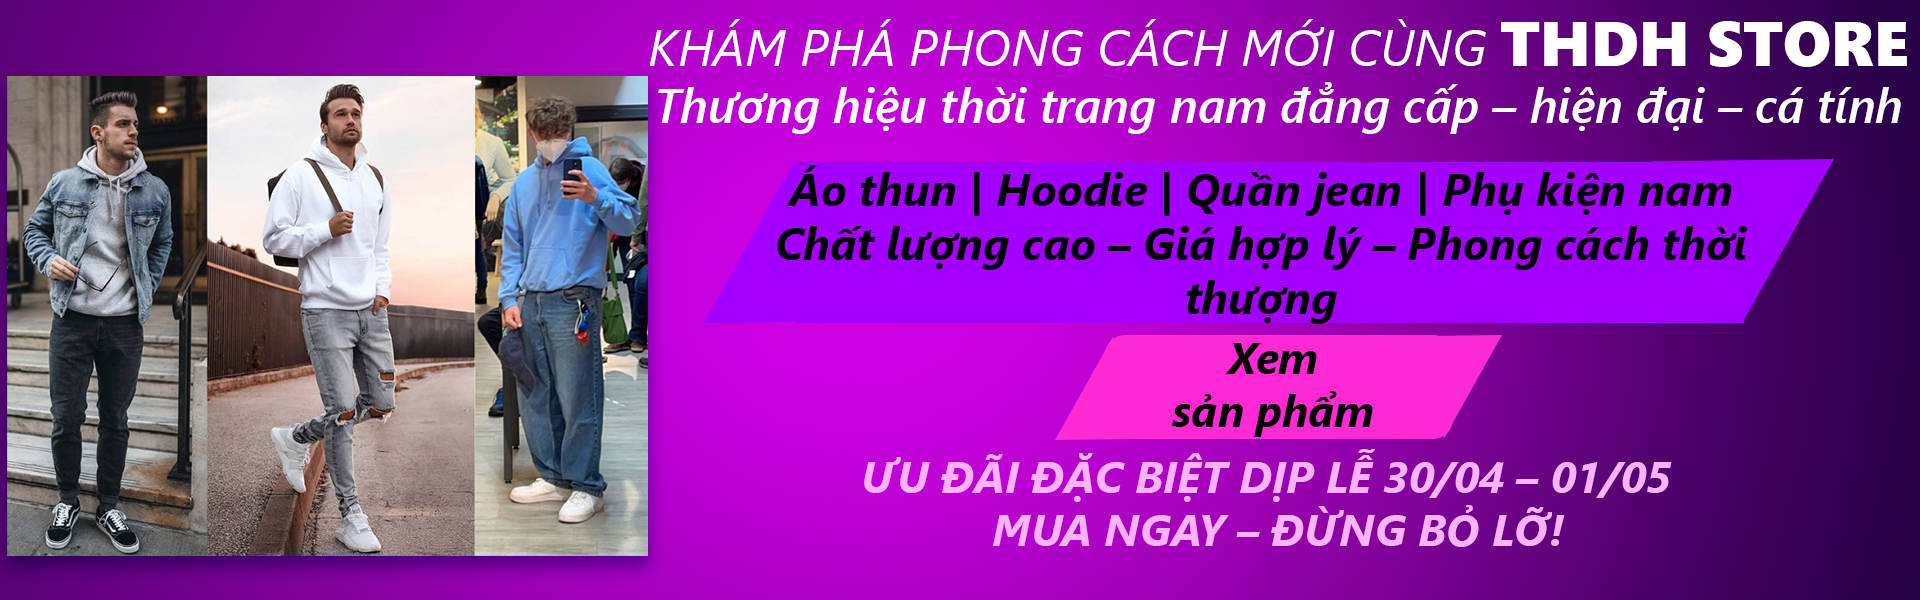 KHÁM PHÁ PHONG CÁCH MỚI CÙNG THDH STORE
Thương hiệu thời trang nam đẳng cấp – hiện đại – cá tính
Áo thun | Hoodie | Quần jean | Phụ kiện nam
Chất lượng cao – Giá hợp lý – Phong cách thời
thượng
Xem
sản phẩm
ƯU ĐÃI ĐẶC BIỆT DỊP LỄ 30/04 – 01/05
MUA NGAY – ĐỪNG BỎ LỠ!